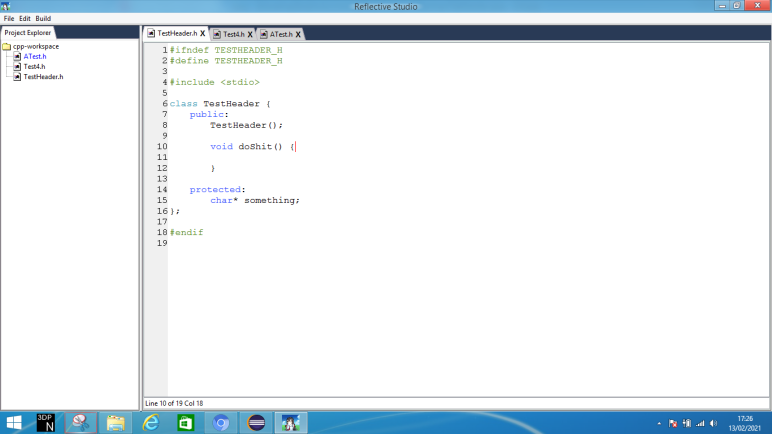 Reflective Studio
File Edit Build
Project Explorer
cpp-workspace
ATest.h
Test4.h
TestHeader.h
TestHeader.h X Test4.h X ATest.h X
1 #ifndef TESTHEADER_H
2 #define TESTHEADER_H
3
4 #include <stdio>
5
6 class TestHeader {
7 public:
8 TestHeader();
9
10 void doShit() {
11
12 }
13
14 protected:
15 char* something;
16 };
17
18 #endif
19
Line 10 of 19 Col 18
3DP
N
17:26
13/02/2021